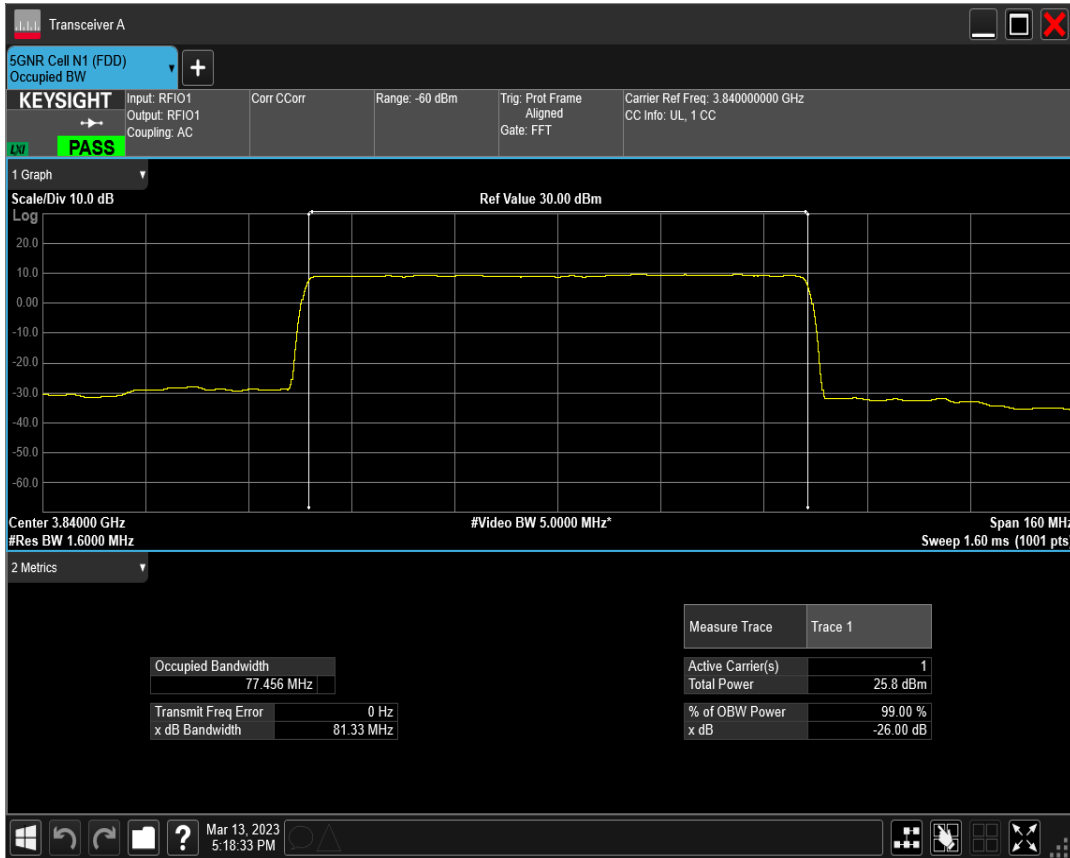 Transceiver A
5GNR Cell N1 (FDD)
Occupied BW
+
KEYSIGHT
LXI
PASS
Input: RFIO1
Output: RFIO1
Coupling: AC
Corr CCorr
Range: -60 dBm
Trig: Prot Frame
Aligned
Gate: FFT
Carrier Ref Freq: 3.840000000 GHz
CC Info: UL, 1 CC
1 Graph
Scale/Div 10.0 dB
Ref Value 30.00 dBm
Log
20.0
10.0
0.00
-10.0
-20.0
-30.0
-40.0
-50.0
-60.0
Center 3.84000 GHz
#Video BW 5.0000 MHz*
Span 160 MHz
#Res BW 1.6000 MHz
Sweep 1.60 ms (1001 pts)
2 Metrics
Measure Trace Trace 1
Occupied Bandwidth
77.456 MHz
Active Carrier(s) 1
Total Power 25.8 dBm
Transmit Freq Error 0 Hz
x dB Bandwidth 81.33 MHz
% of OBW Power 99.00 %
x dB -26.00 dB
?
Mar 13, 2023
5:18:33 PM